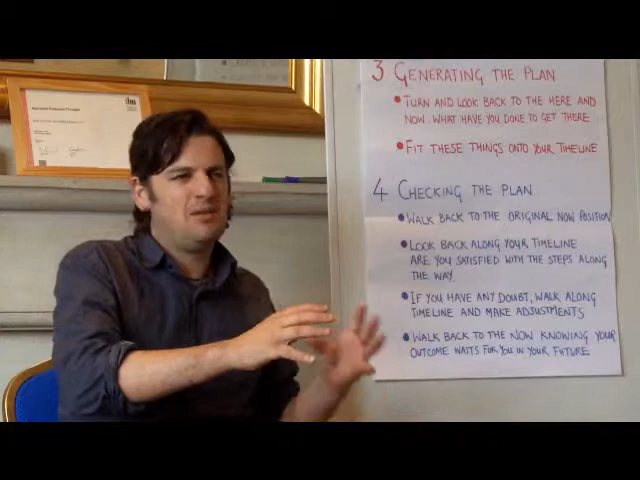 3 GENERATING THE PLAN
• TURN AND LOOK BACK TO THE HERE AND
NOW. WHAT HAVE YOU DONE TO GET THERE
• FIT THESE THINGS ONTO YOUR TIMELINE
4 CHECKING THE PLAN
• WALK BACK TO THE ORIGINAL NOW POSITION
• LOOK BACK ALONG YOUR TIMELINE
ARE YOU SATISFIED WITH THE STEPS ALONG
THE WAY.
• IF YOU HAVE ANY DOUBT, WALK ALONG
TIMELINE AND MAKE ADJUSTMENTS
• WALK BACK TO THE NOW KNOWING YOUR
OUTCOME WAITS FOR YOU IN YOUR FUTURE